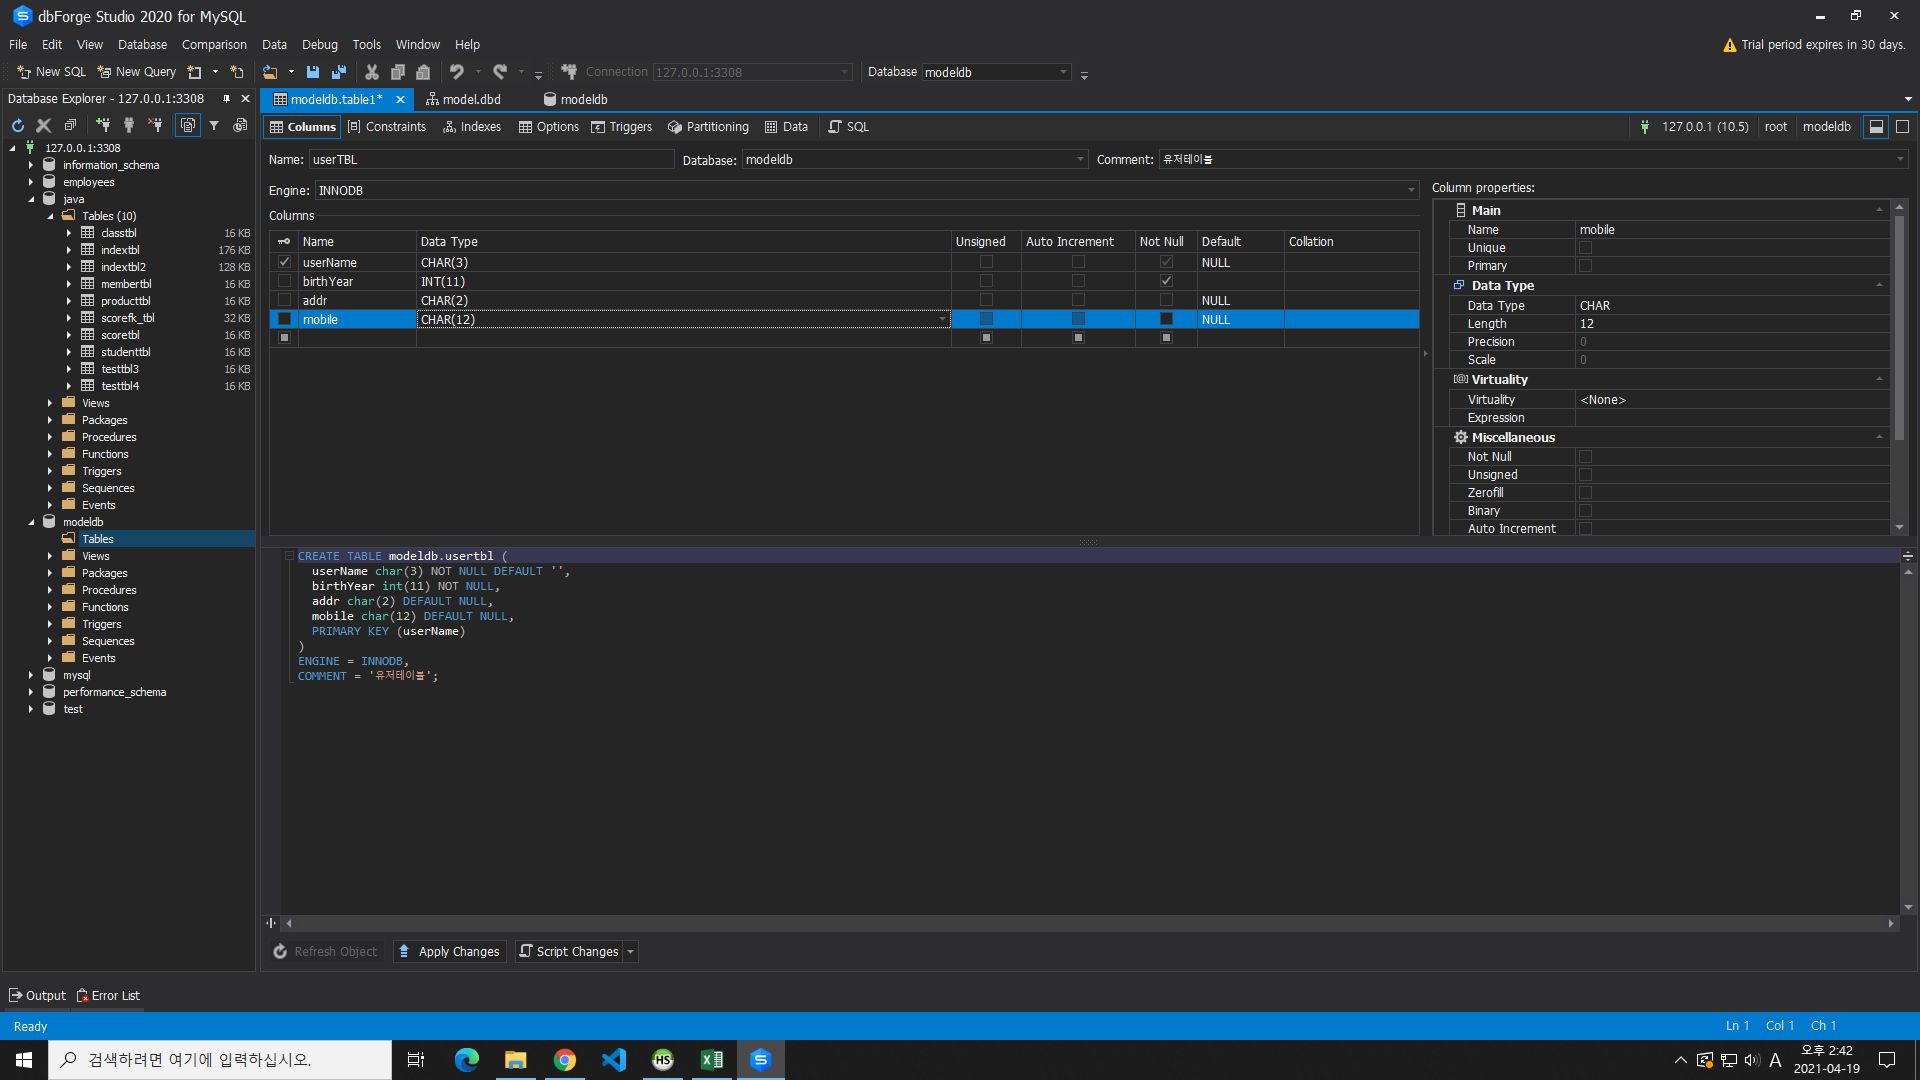 dbForge Studio 2020 for MySQL
File Edit View Database Comparison Data Debug Tools Window Help
Trial period expires in 30 days.
New SQL New Query Connection 127.0.0.1:3308 Database modeldb
Database Explorer - 127.0.0.1:3308
modeldb.table1* model.dbd modeldb
Columns Constraints Indexes Options Triggers Partitioning Data SQL
127.0.0.1 (10.5) root modeldb
127.0.0.1:3308
information_schema
employees
java
Tables (10)
classtbl 16 KB
indextbl 176 KB
indextbl2 128 KB
membertbl 16 KB
producttbl 16 KB
scorefk_tbl 32 KB
scoretbl 16 KB
studenttbl 16 KB
testtbl3 16 KB
testtbl4 16 KB
Views
Packages
Procedures
Functions
Triggers
Sequences
Events
modeldb
Tables
Views
Packages
Procedures
Functions
Triggers
Sequences
Events
mysql
performance_schema
test
Name: userTBL Database: modeldb Comment: 유저테이블
Engine: INNODB
Columns
Name Data Type Unsigned Auto Increment Not Null Default Collation
userName CHAR(3) NULL
birthYear INT(11)
addr CHAR(2) NULL
mobile CHAR(12) NULL
Column properties:
Main
Name mobile
Unique
Primary
Data Type
Data Type CHAR
Length 12
Precision 0
Scale 0
Virtuality
Virtuality <None>
Expression
Miscellaneous
Not Null
Unsigned
Zerofill
Binary
Auto Increment
CREATE TABLE modeldb.usertbl (
userName char(3) NOT NULL DEFAULT '',
birthYear int(11) NOT NULL,
addr char(2) DEFAULT NULL,
mobile char(12) DEFAULT NULL,
PRIMARY KEY (userName)
)
ENGINE = INNODB,
COMMENT = '유저테이블';
Refresh Object Apply Changes Script Changes
Output Error List
Ready Ln 1 Col 1 Ch 1
검색하려면 여기에 입력하십시오.
HS
A
오후 2:42
2021-04-19